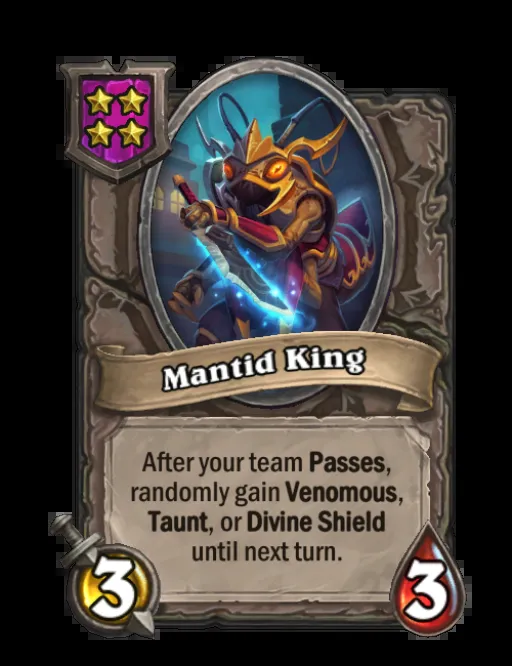 Mantid King
After your team Passes,
randomly gain Venomous,
Taunt, or Divine Shield
until next turn.
3
3